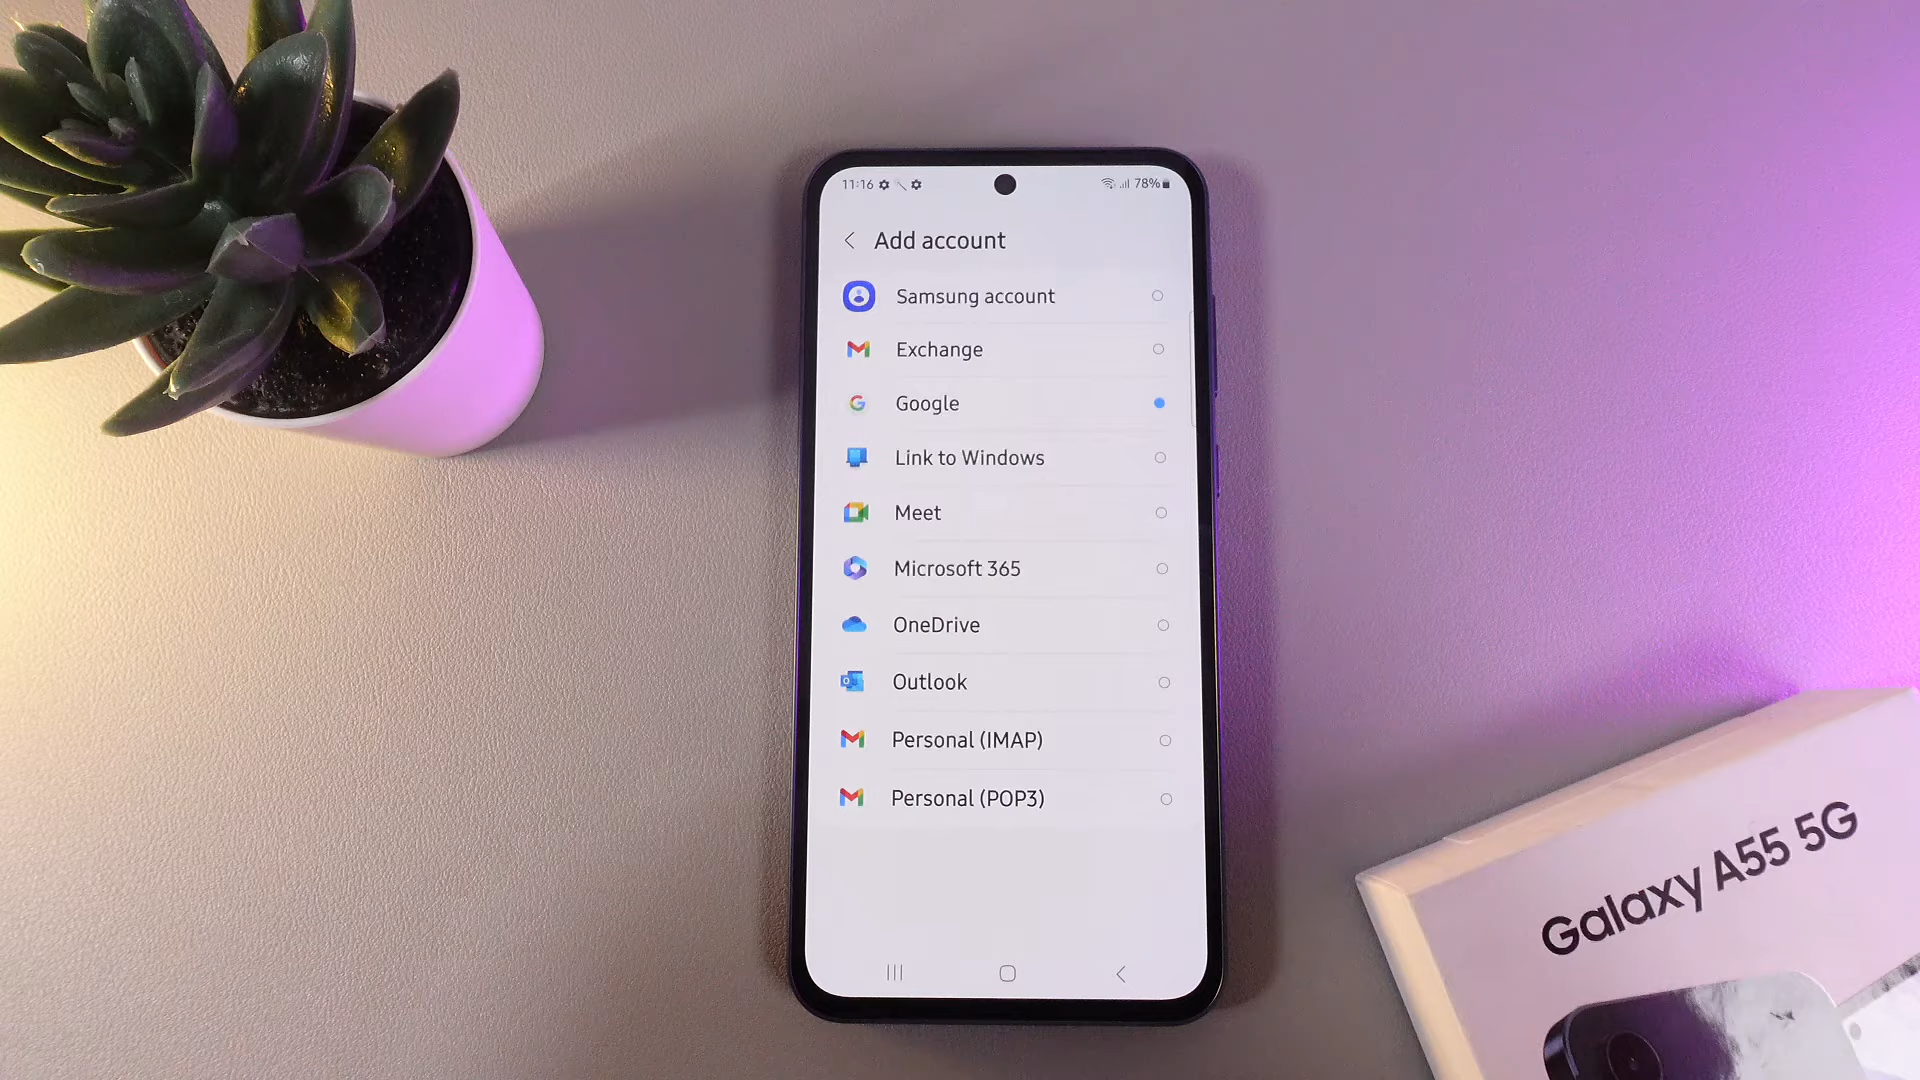 11:16
78%
Add account
Samsung account
Exchange
Google
Link to Windows
Meet
Microsoft 365
OneDrive
Outlook
Personal (IMAP)
Personal (POP3)
Galaxy A55 5G